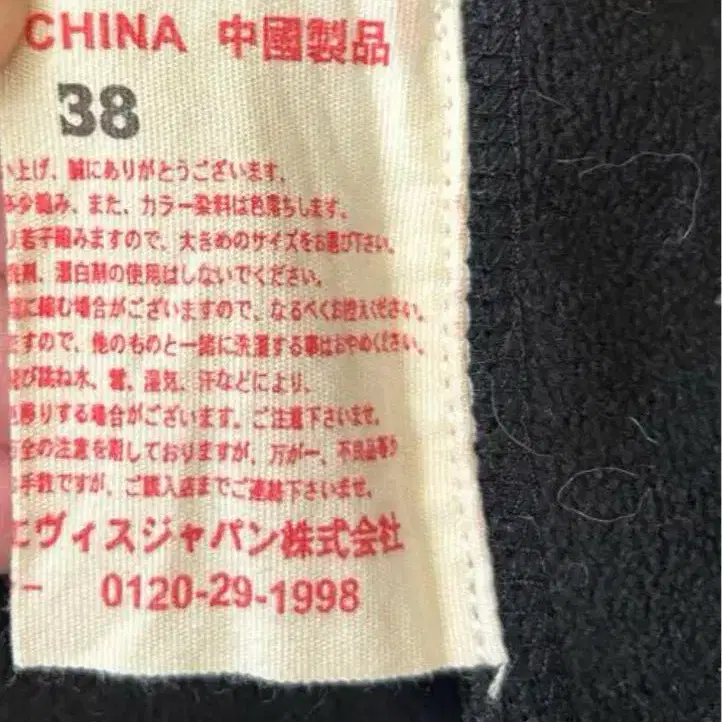 CHINA 中國製品
38
い上げ、誠にありがとうございます。
多少縮み、また、カラー染料は色落ちします。
り若干縮みますので、大きめのサイズをお選び下さい。
洗剤、漂白剤の使用はしないでください。
に縮む場合がございますので、なるべくお控えください。
ますので、他のものと一緒に洗濯する事はおやめください。
び跳ね水、雪、湿気、汗などにより、
移りする場合がございます。ご注意下さいませ。
全の注意を期しておりますが、万が一、不良品等が
手数ですが、ご購入店までご連絡下さいませ。
エヴィスジャパン株式会社
ー 0120-29-1998